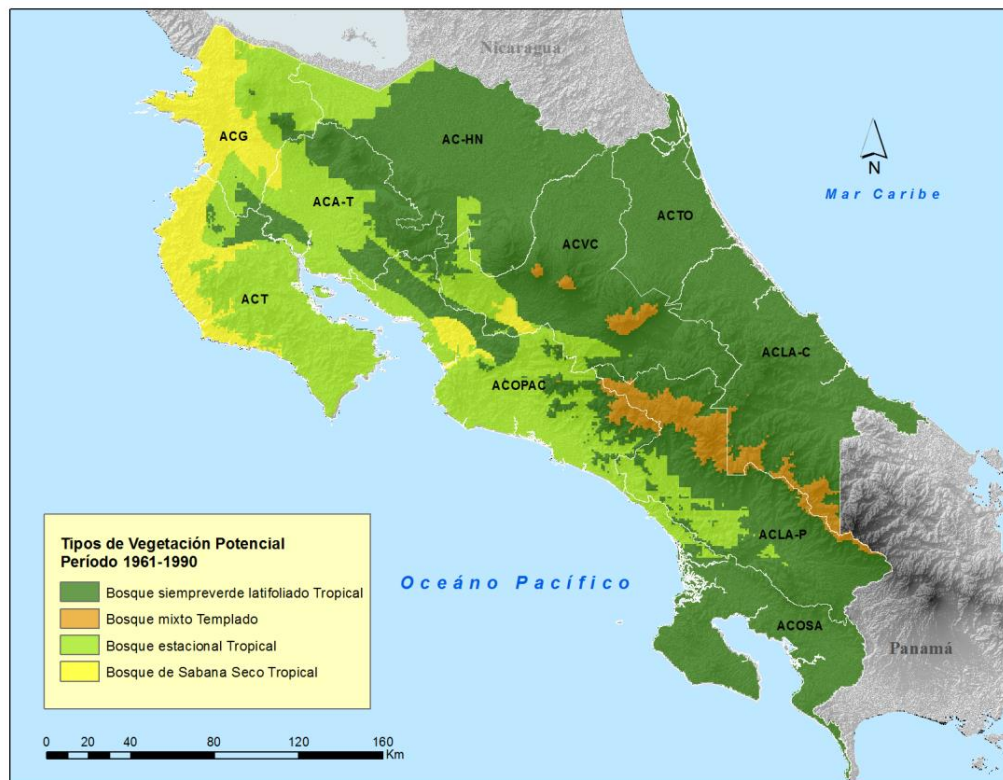 Nicaragua
ACG
AC-HN
N
Mar Caribe
ACA-T
ACTO
ACVC
ACT
ACLA-C
ACOPAC
Tipos de Vegetación Potencial
Período 1961-1990
Bosque siempreverde latifoliado Tropical
Bosque mixto Templado
Bosque estacional Tropical
Bosque de Sabana Seco Tropical
ACLA-P
Oceáno Pacífico
ACOSA
Panamá
0 20 40 80 120 160
Km